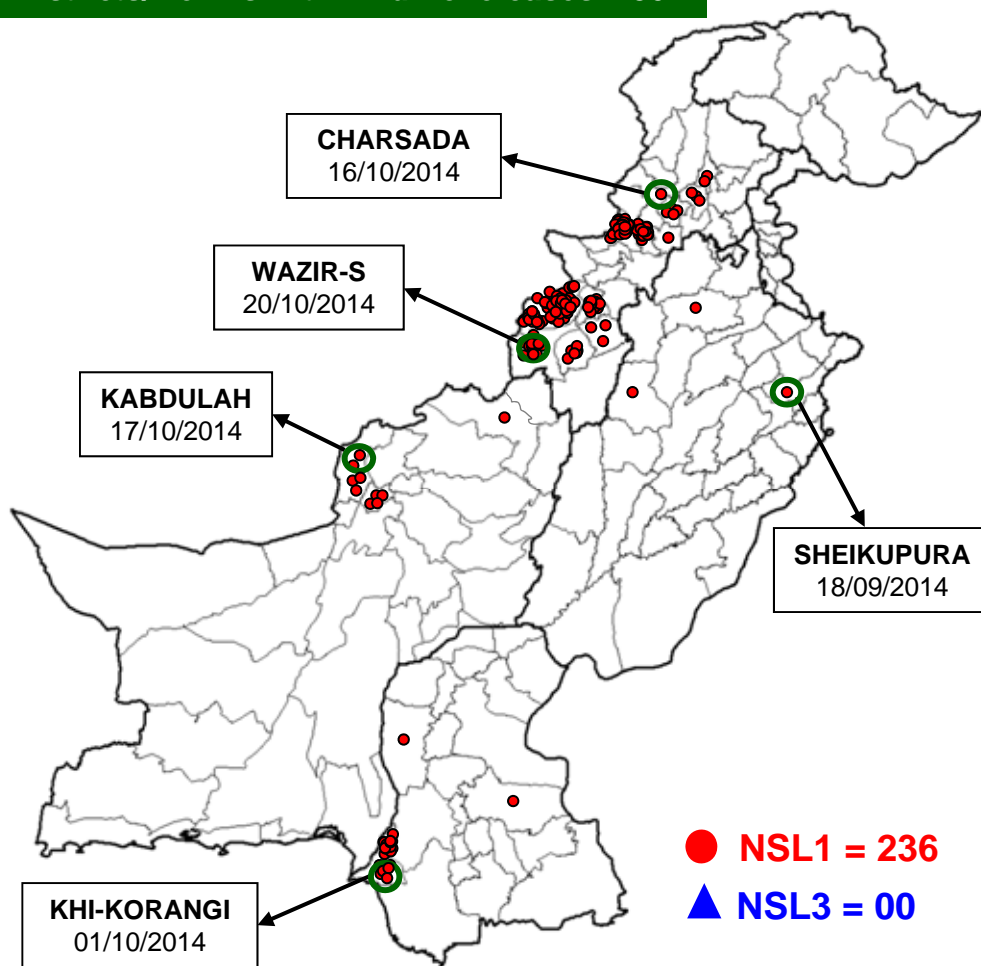 CHARSADA
16/10/2014
WAZIR-S
20/10/2014
KABDULAH
17/10/2014
SHEIKUPURA
18/09/2014
NSL1 = 236
NSL3 = 00
KHI-KORANGI
01/10/2014